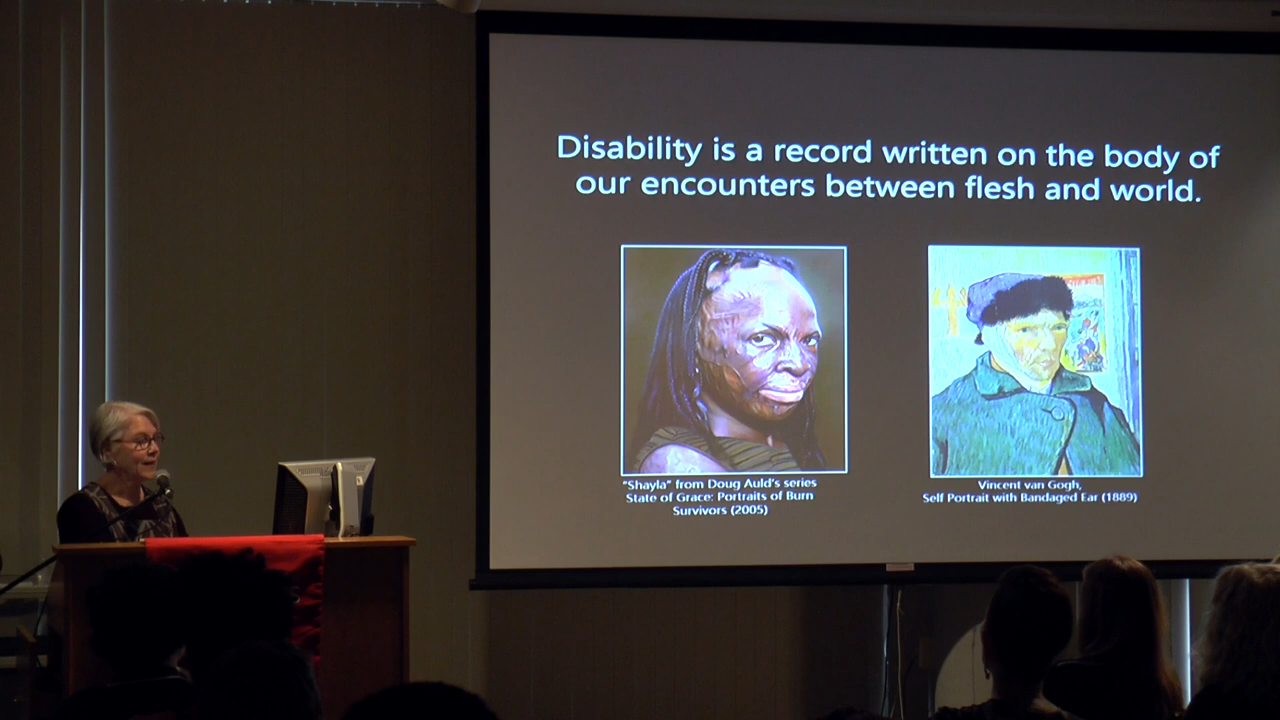 Disability is a record written on the body of
our encounters between flesh and world.
"Shayla" from Doug Auld's series
State of Grace: Portraits of Burn
Survivors (2005)
Vincent van Gogh,
Self Portrait with Bandaged Ear (1889)